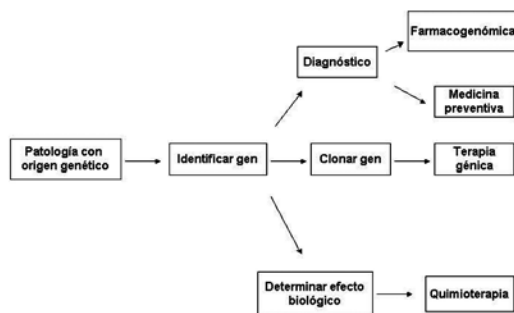 Farmacogenómica
Diagnóstico
Medicina
preventiva
Patología con
origen genético
Identificar gen
Clonar gen
Terapia
génica
Determinar efecto
biológico
Quimioterapia